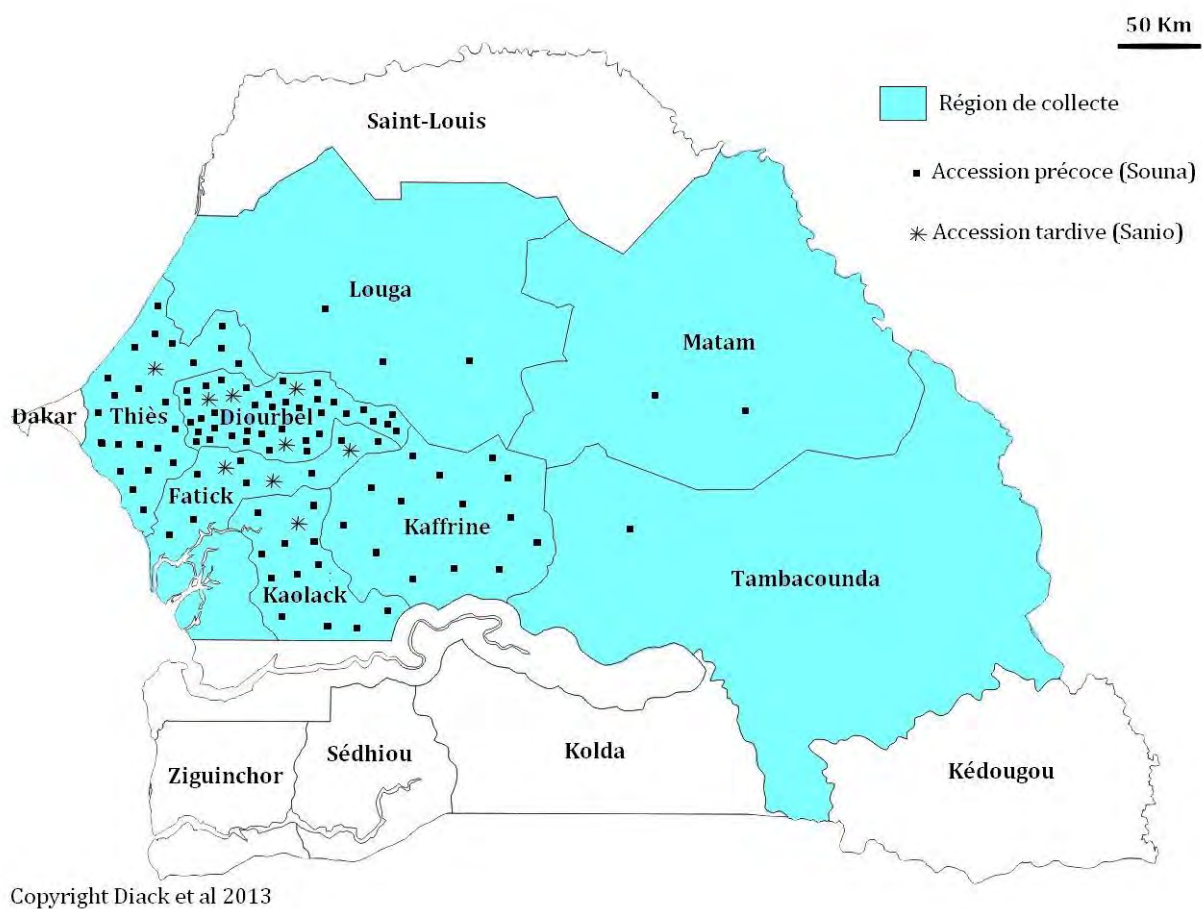 50 Km
Région de collecte
Saint-Louis
Accession précoce (Souna)
Accession tardive (Sanio)
Louga
Matam
Dakar
Thiès
Diourbel
Fatick
Kaffrine
Tambacounda
Kaolack
Ziguinchor
Sédhiou
Kolda
Kédougou
Copyright Diack et al 2013